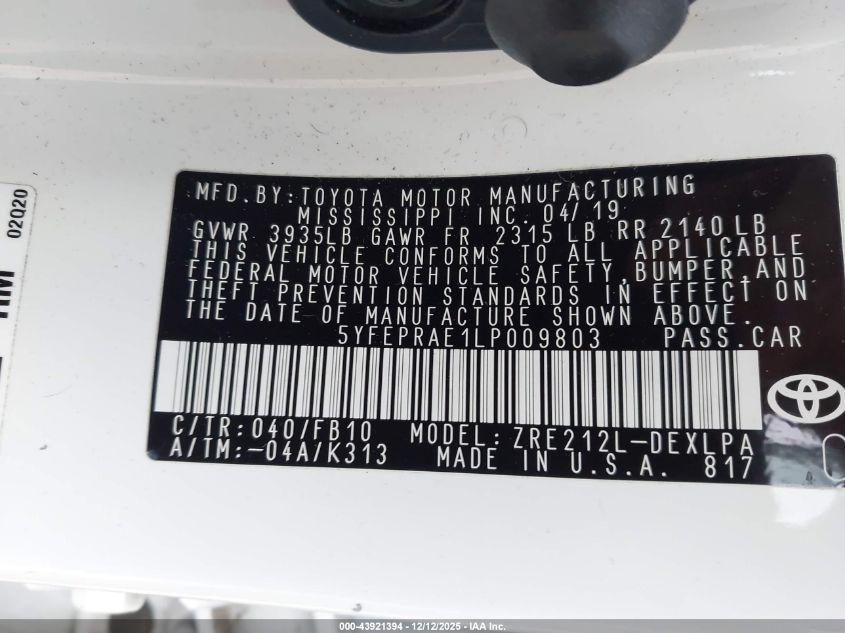 MFD. BY: TOYOTA MOTOR MANUFACTURING
MISSISSIPPI INC. 04/19
GVWR 3935LB GAWR FR 2315 LB RR 2140 LB
THIS VEHICLE CONFORMS TO ALL APPLICABLE
FEDERAL MOTOR VEHICLE SAFETY, BUMPER, AND
THEFT PREVENTION STANDARDS IN EFFECT ON
THE DATE OF MANUFACTURE SHOWN ABOVE.
5YFEPRAE1LP009803 PASS.CAR
C/TR: 040/FB10 MODEL: ZRE212L-DEXLPA
A/TM:-04A/K313 MADE IN U.S.A. 817
02Q20
000-43921394 - 12/12/2025 - IAA Inc.